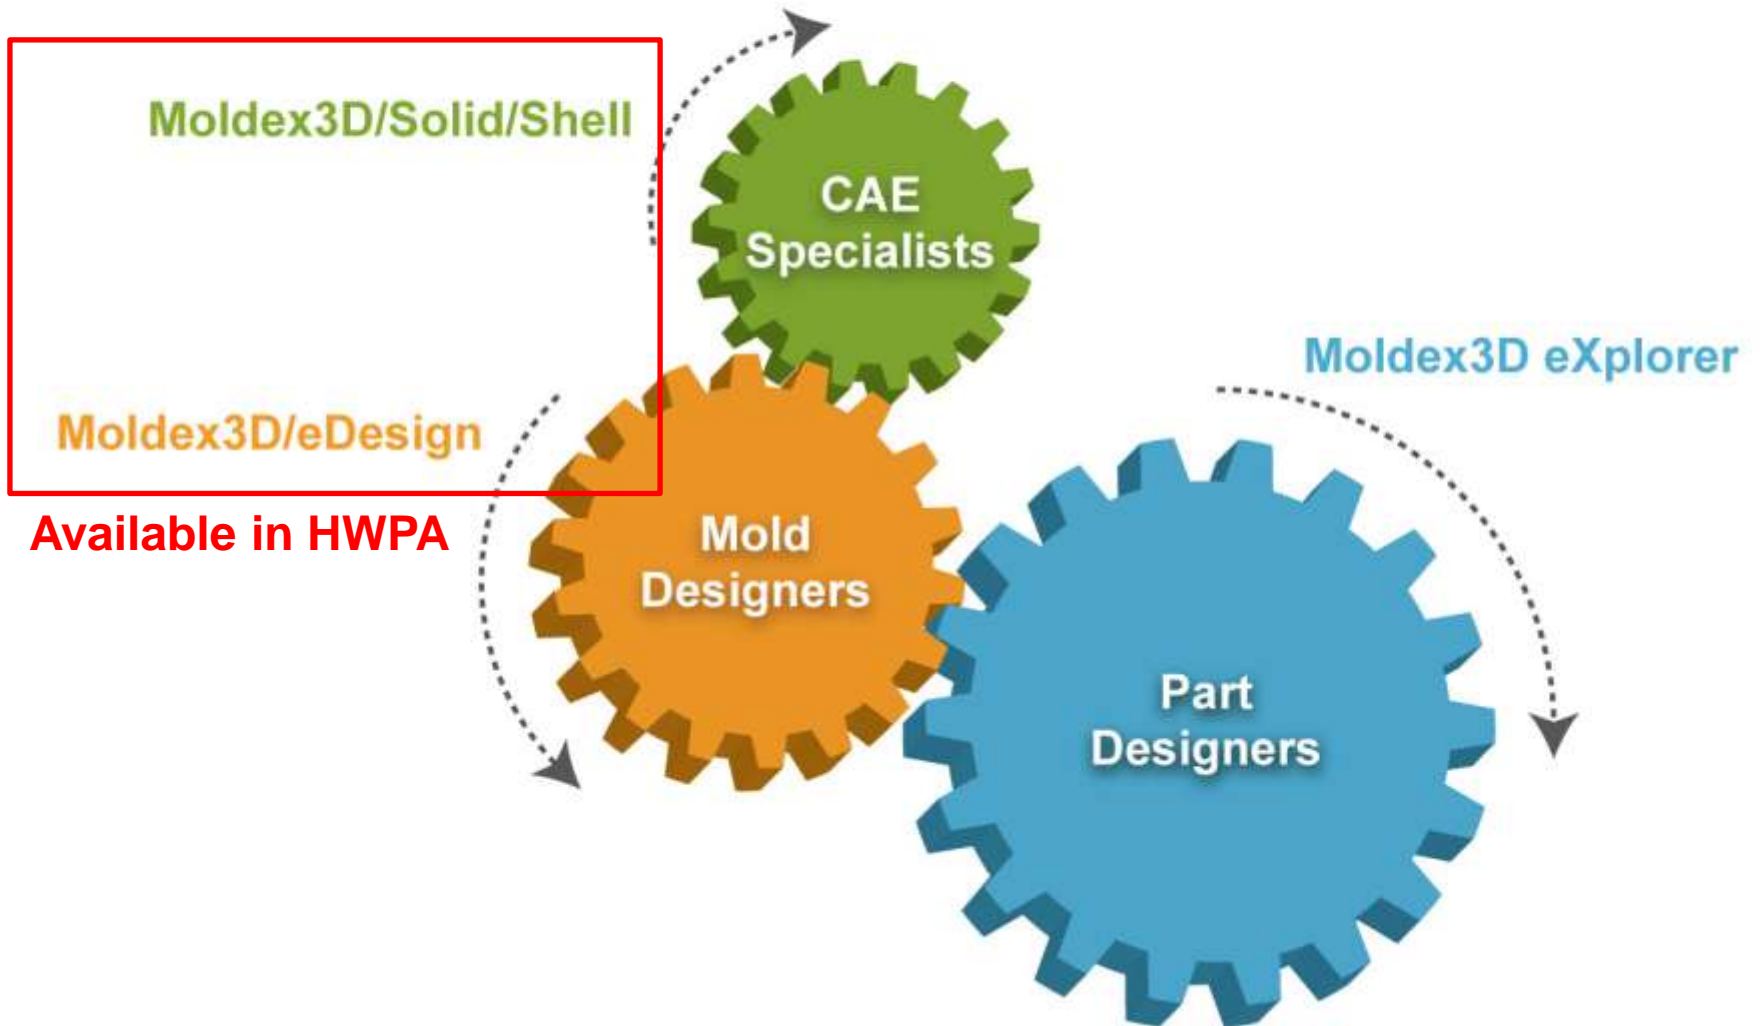 Moldex3D/Solid/Shell
CAE
Specialists
Moldex3D eXplorer
Moldex3D/eDesign
Available in HWPA
Mold
Designers
Part
Designers